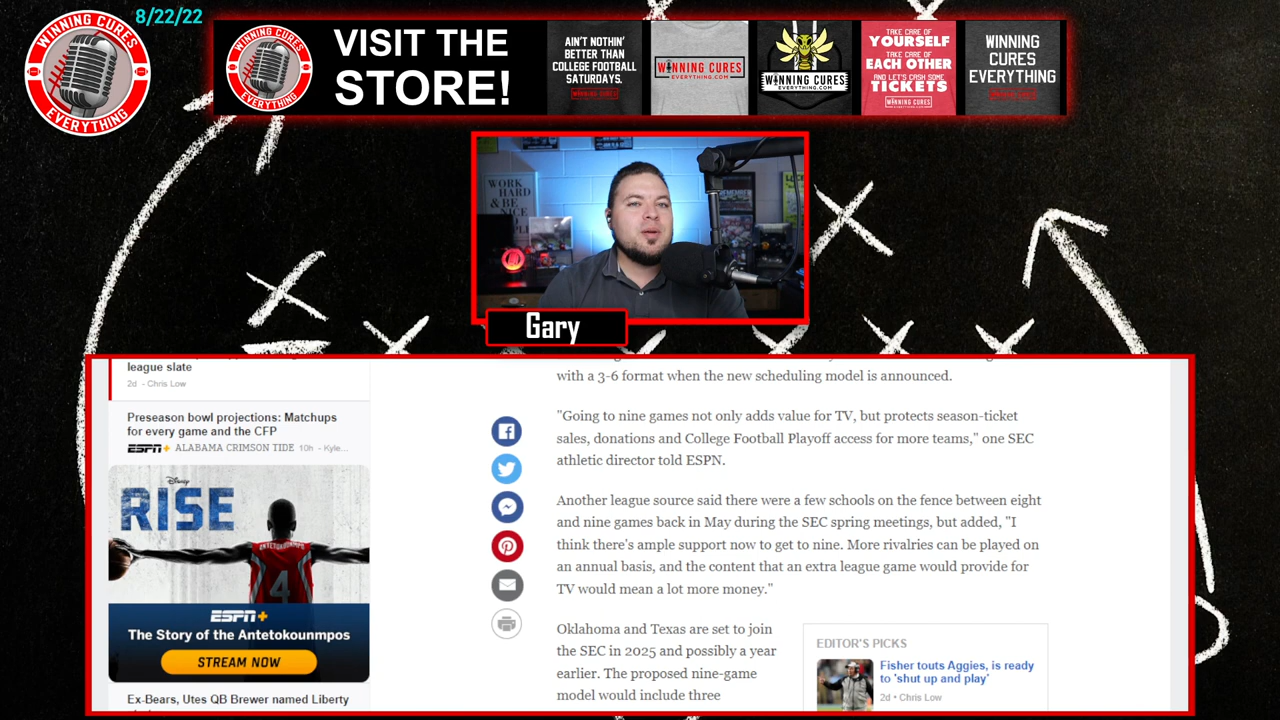 8/22/22
WINNING CURES
EVERYTHING
WINNING CURES
EVERYTHING
VISIT THE
STORE!
AIN'T NOTHIN'
BETTER THAN
COLLEGE FOOTBALL
SATURDAYS.
WINNING CURES
WINNING CURES
EVERYTHING.COM
WINNING CURES
EVERYTHING.COM
TAKE CARE OF
YOURSELF
TAKE CARE OF
EACH OTHER
AND LET'S CASH SOME
TICKETS
WINNING CURES
WINNING
CURES
EVERYTHING
WORK
HARD
& BE
NICE
Gary
league slate
2d - Chris Low
Preseason bowl projections: Matchups
for every game and the CFP
ESPN+ ALABAMA CRIMSON TIDE 10h - Kyle...
Disney
RISE
ANTETOKOUNMPO
4
ESPN+
The Story of the Antetokounmpos
STREAM NOW
Ex-Bears, Utes QB Brewer named Liberty
with a 3-6 format when the new scheduling model is announced.
"Going to nine games not only adds value for TV, but protects season-ticket
sales, donations and College Football Playoff access for more teams," one SEC
athletic director told ESPN.
Another league source said there were a few schools on the fence between eight
and nine games back in May during the SEC spring meetings, but added, "I
think there's ample support now to get to nine. More rivalries can be played on
an annual basis, and the content that an extra league game would provide for
TV would mean a lot more money."
Oklahoma and Texas are set to join
the SEC in 2025 and possibly a year
earlier. The proposed nine-game
model would include three
EDITOR'S PICKS
Fisher touts Aggies, is ready
to 'shut up and play'
2d • Chris Low